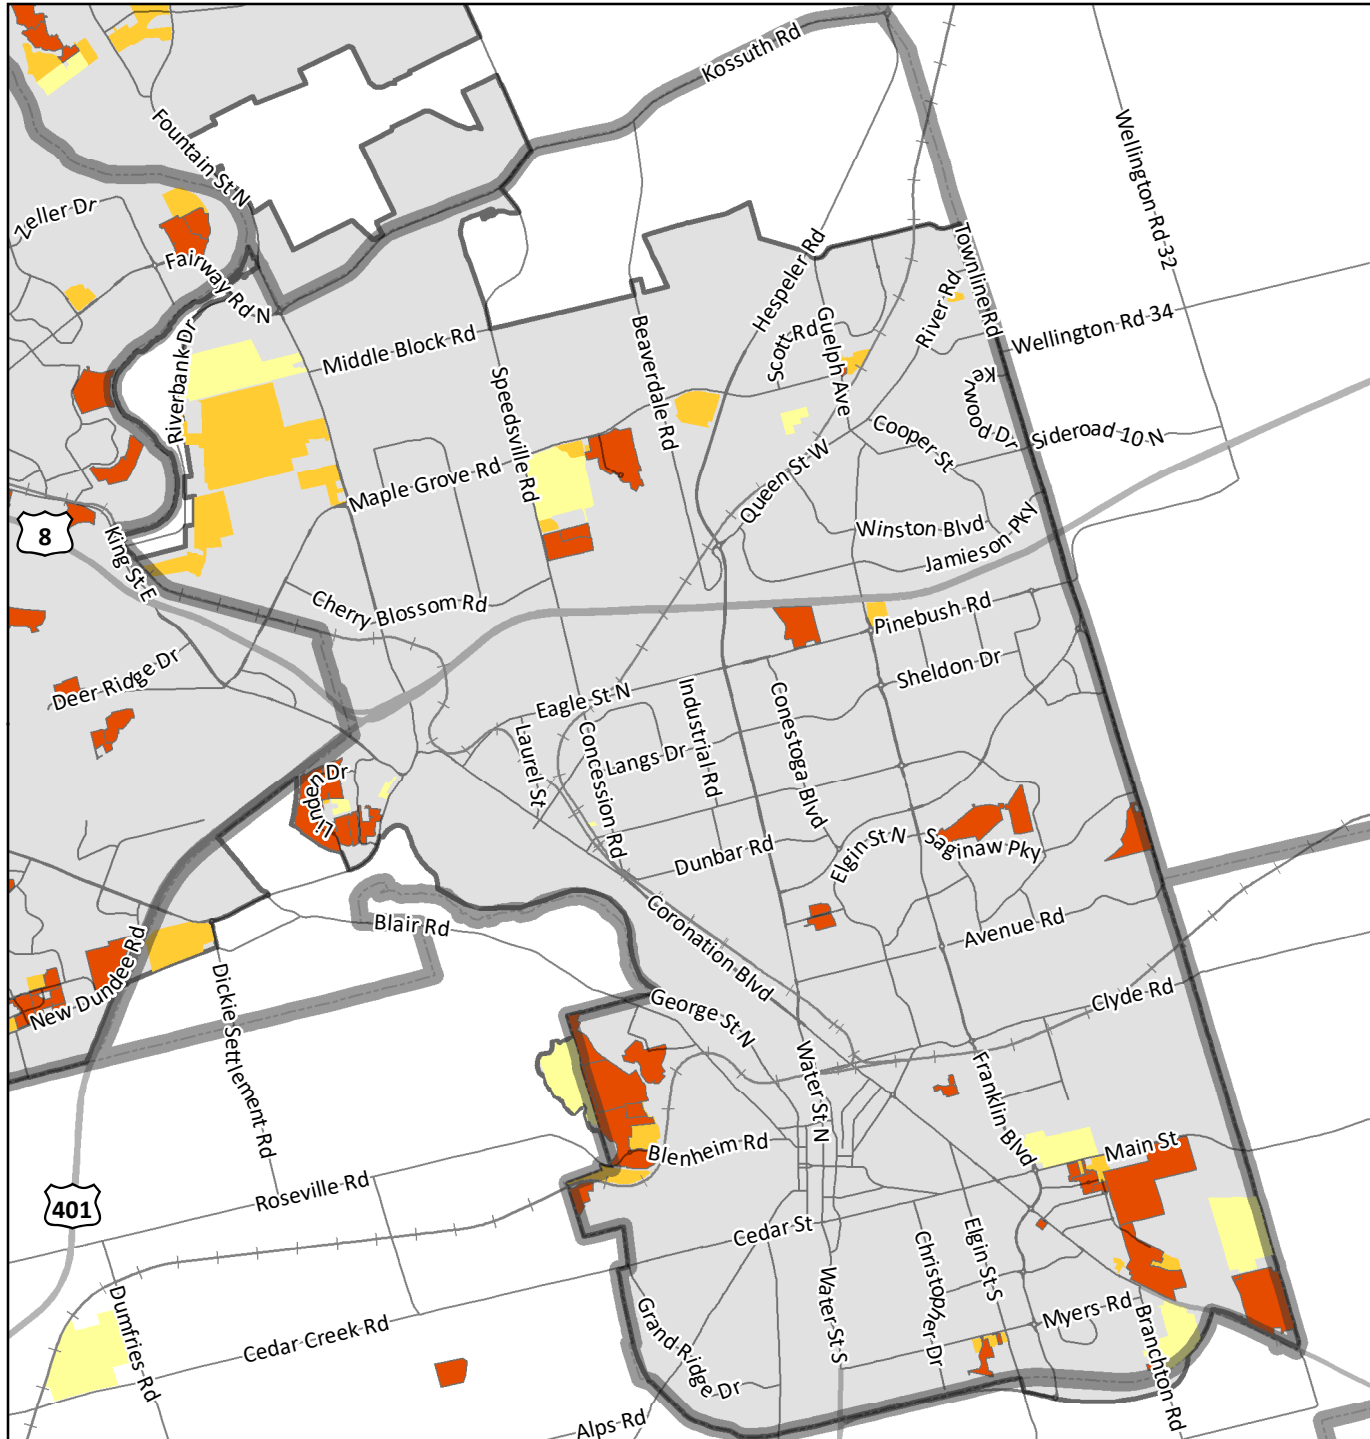 Kossuth Rd
Fountain St N
Wellington Rd 32
Zeller Dr
Fairway Rd N
Hespeler Rd
Townline Rd
River Rd
Wellington Rd 34
Middle Block Rd
Scott Rd
Guelph Ave
Riverbank Dr
Speedsville Rd
Beaverdale Rd
Keywood Dr
Sideroad 10 N
Cooper St
Maple Grove Rd
Queen St W
8
King St E
Winston Blvd
Jamieson Pky
Cherry Blossom Rd
Pinebush Rd
Deer Ridge Dr
Sheldon Dr
Eagle St N
Industrial Rd
Conestoga Blvd
Laurel St
Concession Rd
Langs Dr
Linpen Dr
Dunbar Rd
Elgin St N
Saginaw Pky
Blair Rd
Coronation Blvd
Avenue Rd
New Dundee Rd
Dickie Settlement Rd
George St N
Clyde Rd
Water St N
Franklin Blvd
Blenheim Rd
Main St
Roseville Rd
401
Cedar St
Christopher Dr
Elgin St S
Water St S
Dumfries Rd
Cedar Creek Rd
Grand Ridge Dr
Myers Rd
Branchton Rd
Alps Rd